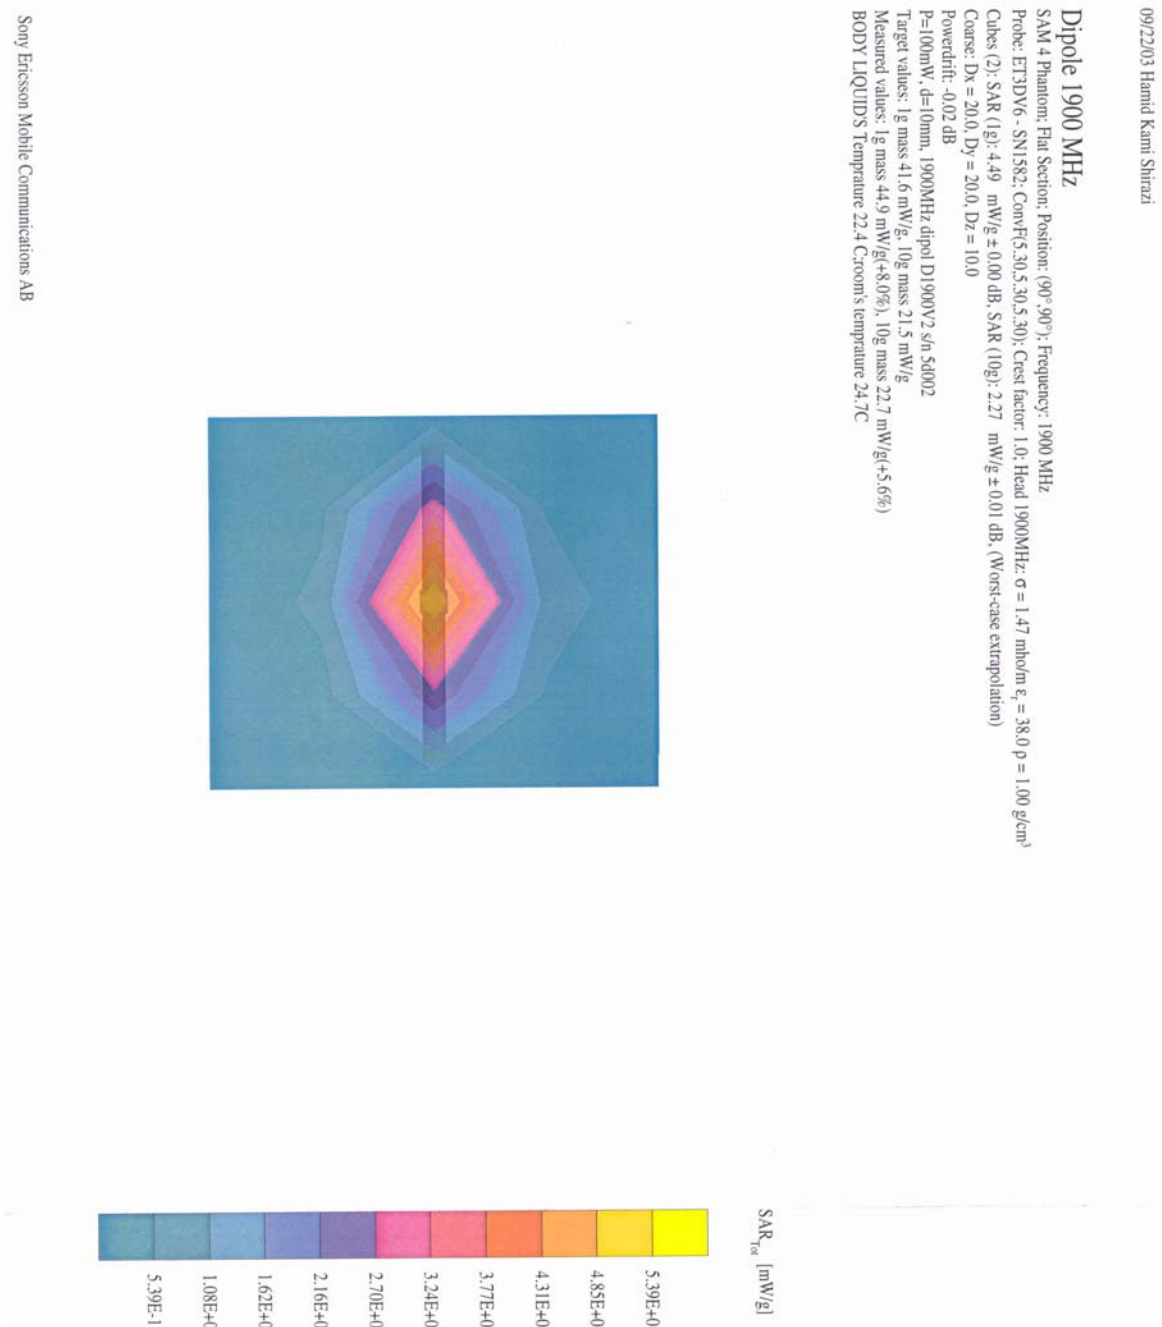 09/22/03 Hamid Kami Shirazi
Dipole 1900 MHz
SAM 4 Phantom; Flat Section; Position: (90°,90°); Frequency: 1900 MHz
Probe: ET3DV6 - SN1582; ConvF(5.30,5.30,5.30); Crest factor: 1.0; Head 1900MHz: σ = 1.47 mho/m εr = 38.0 ρ = 1.00 g/cm³
Cubes (2): SAR (1g): 4.49 mW/g ± 0.00 dB, SAR (10g): 2.27 mW/g ± 0.01 dB, (Worst-case extrapolation)
Coarse: Dx = 20.0, Dy = 20.0, Dz = 10.0
Powerdrift: -0.02 dB
P=100mW, d=10mm, 1900MHz dipol D1900V2 s/n 5d002
Target values: 1g mass 41.6 mW/g, 10g mass 21.5 mW/g
Measured values: 1g mass 44.9 mW/g(+8.0%), 10g mass 22.7 mW/g(+5.6%)
BODY LIQUID'S Temprature 22.4 C;room's temprature 24.7C
SARTot [mW/g]
5.39E+0
4.85E+0
4.31E+0
3.77E+0
3.24E+0
2.70E+0
2.16E+0
1.62E+0
1.08E+0
5.39E-1
Sony Ericsson Mobile Communications AB